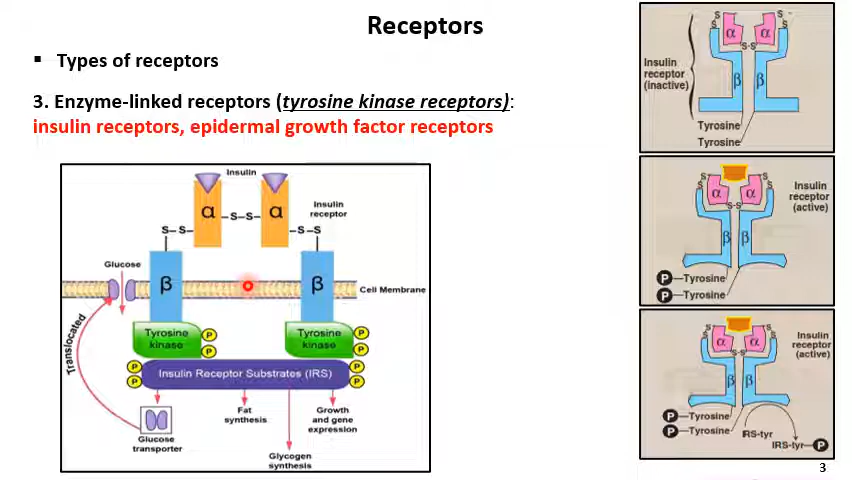 Receptors
▪ Types of receptors
3. Enzyme-linked receptors (tyrosine kinase receptors):
insulin receptors, epidermal growth factor receptors
Insulin
α
S–S
α
Insulin
receptor
S–S
S–S
Glucose
β
β
Cell Membrane
Translocated
Tyrosine
kinase
P
P
Tyrosine
kinase
P
P
P
P
Insulin Receptor Substrates (IRS)
P
P
Glucose
transporter
Fat
synthesis
Glycogen
synthesis
Growth
and gene
expression
S
S
α
α
S
S
S-S
Insulin
receptor
(inactive)
β
β
Tyrosine
Tyrosine
S
S
α
α
S
S
S-S
Insulin
receptor
(active)
β
β
P–Tyrosine
P–Tyrosine
S
S
α
α
S
S
S-S
Insulin
receptor
(active)
β
β
P–Tyrosine
P–Tyrosine
IRS-tyr
IRS-tyr–P
3